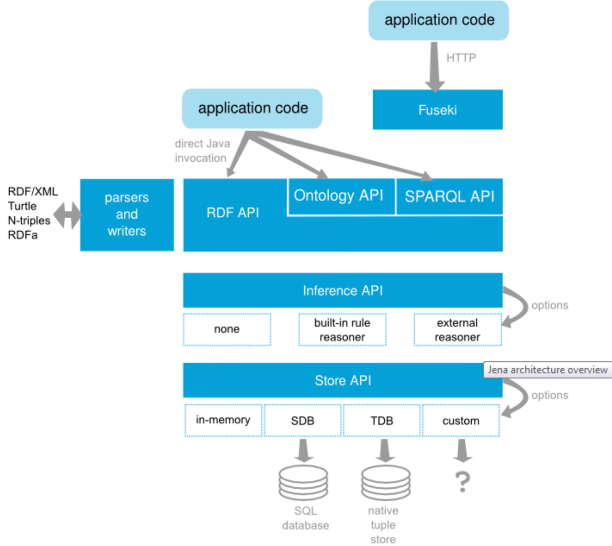 application code
HTTP
Fuseki
application code
direct Java
invocation
RDF/XML
Turtle
N-triples
RDFa
parsers
and
writers
RDF API
Ontology API
SPARQL API
Inference API
options
none
built-in rule
reasoner
external
reasoner
Jena architecture overview
Store API
options
in-memory
SDB
TDB
custom
SQL
database
native
tuple
store
?